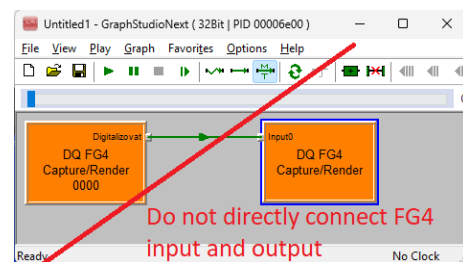 Untitled1 - GraphStudioNext ( 32Bit | PID 00006e00 )
File View Play Graph Favorites Options Help
Digitalizovat
Input0
DQ FG4
Capture/Render
0000
DQ FG4
Capture/Render
Do not directly connect FG4
input and output
Ready
No Clock